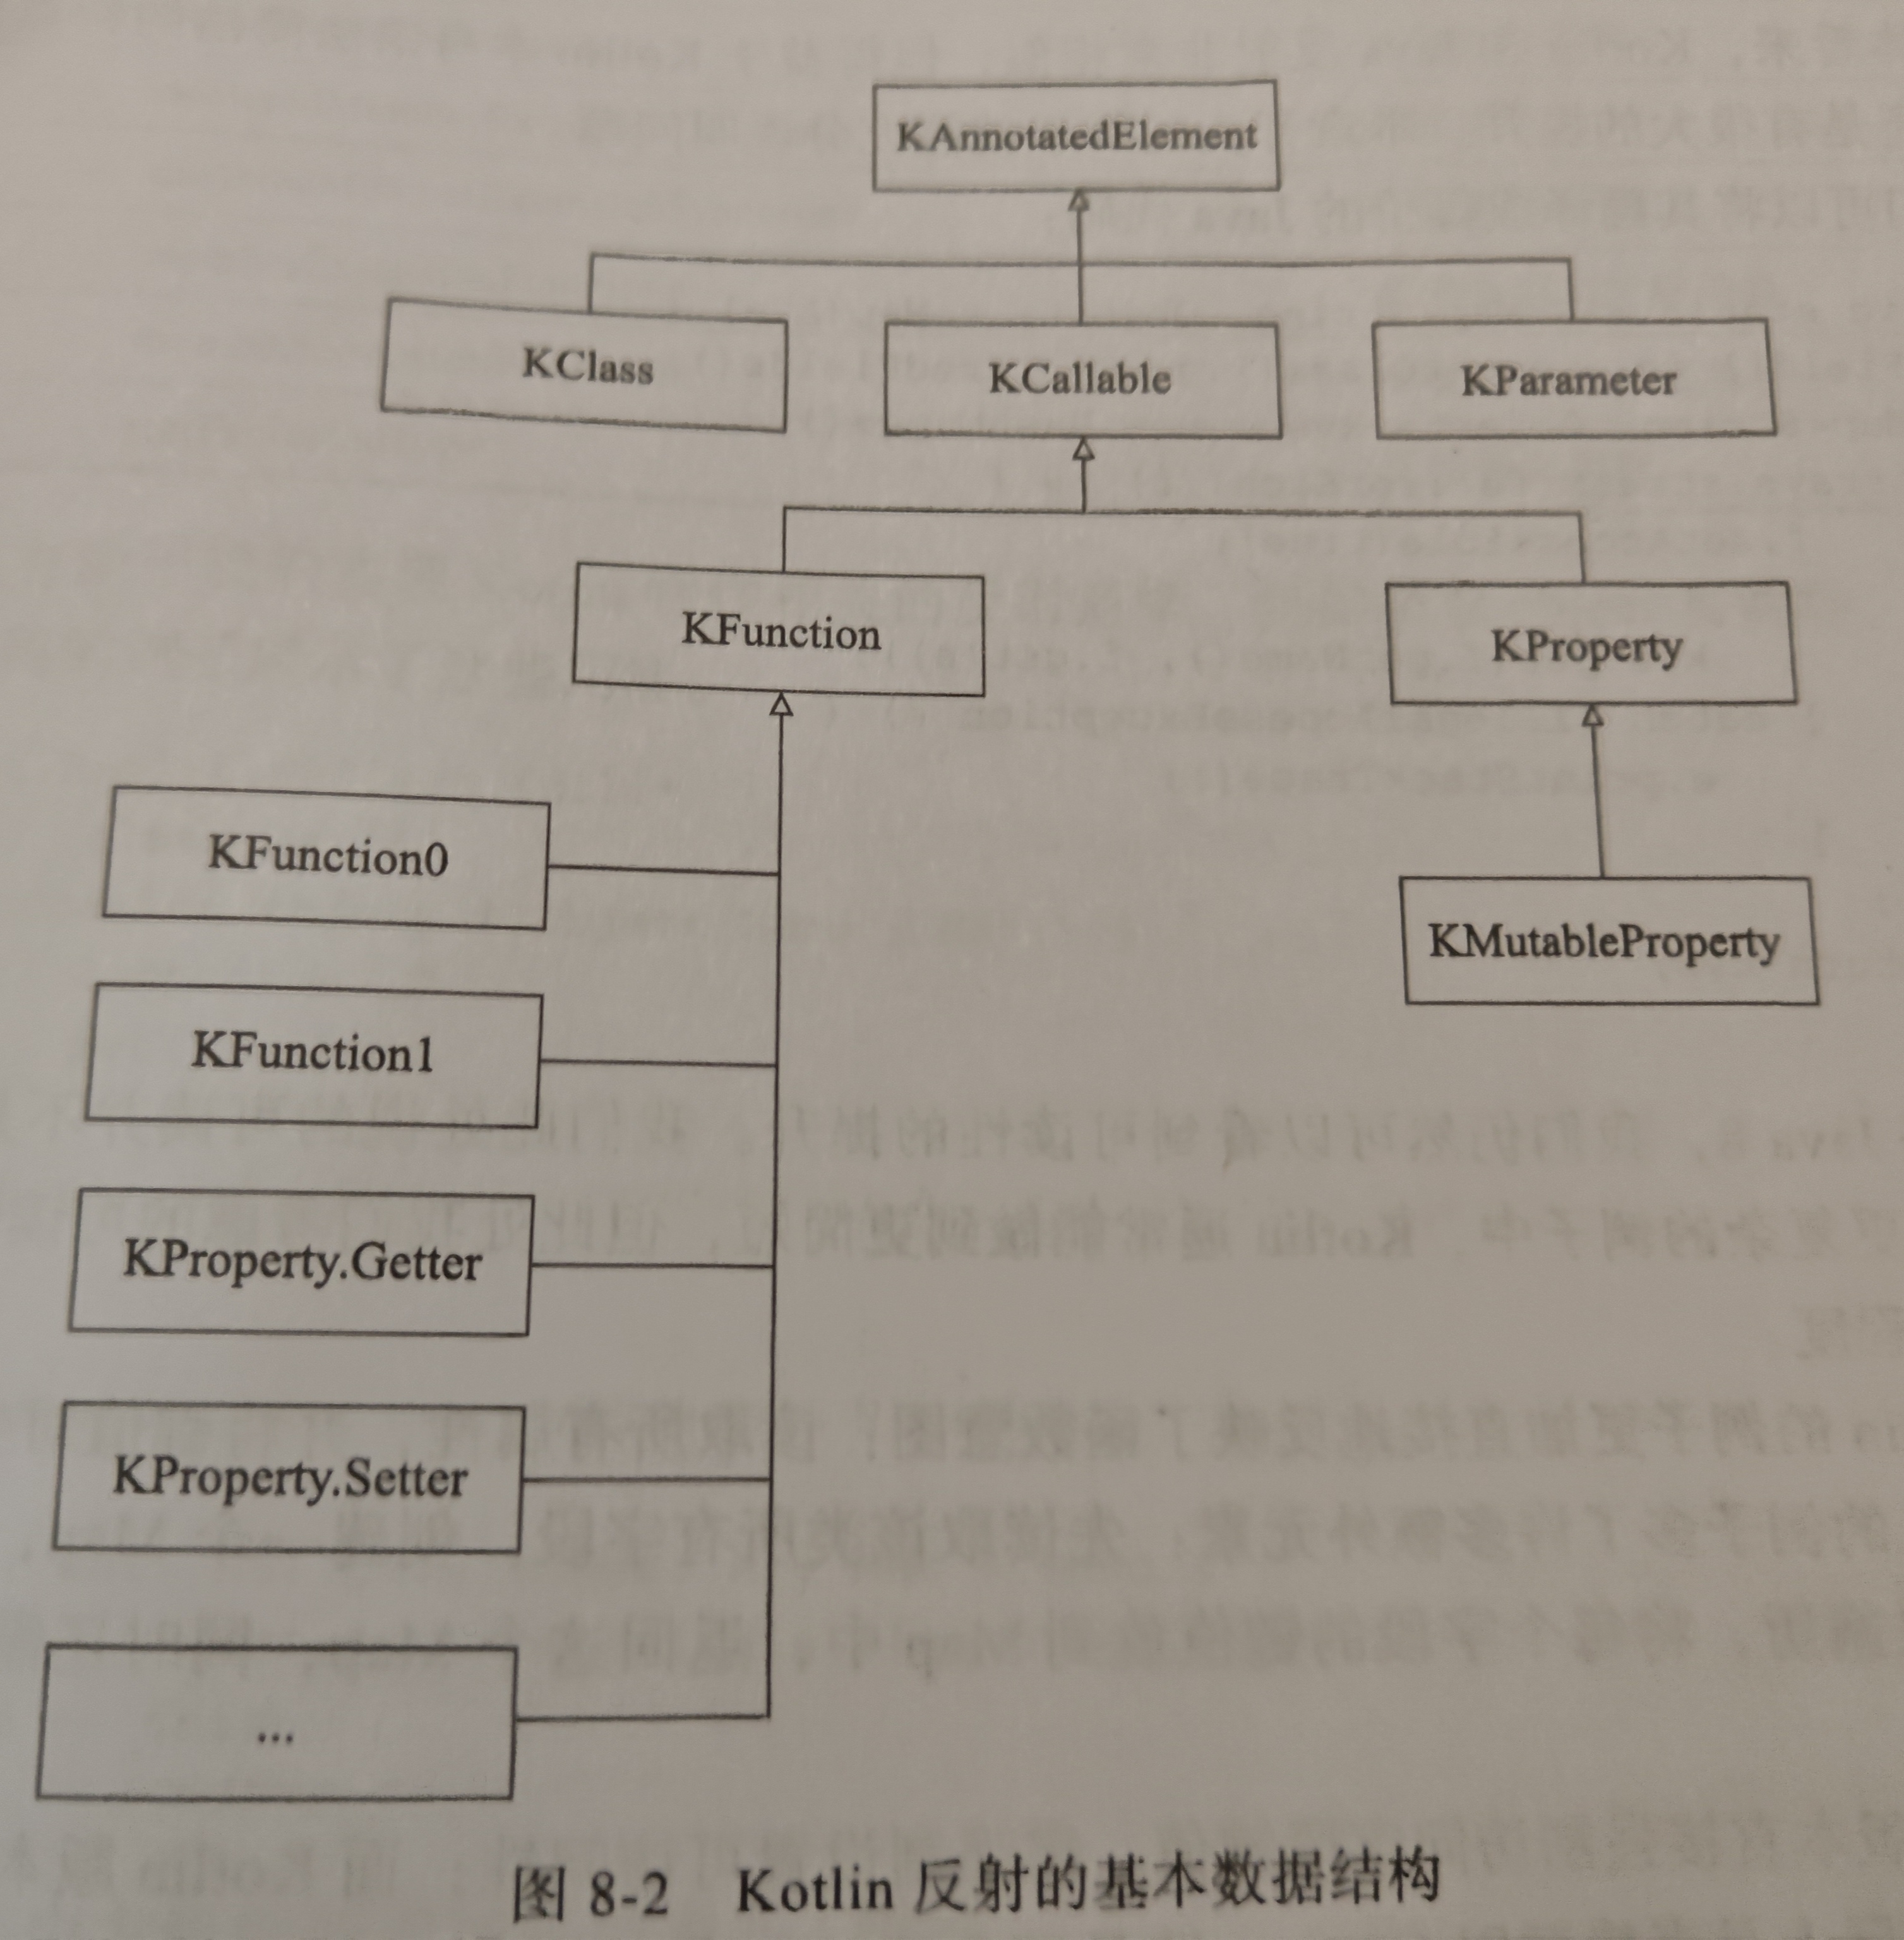 KAnnotatedElement
KClass
KCallable
KParameter
KFunction
KProperty
KFunction0
KMutableProperty
KFunction1
KProperty.Getter
KProperty.Setter
...
图 8-2 Kotlin 反射的基本数据结构